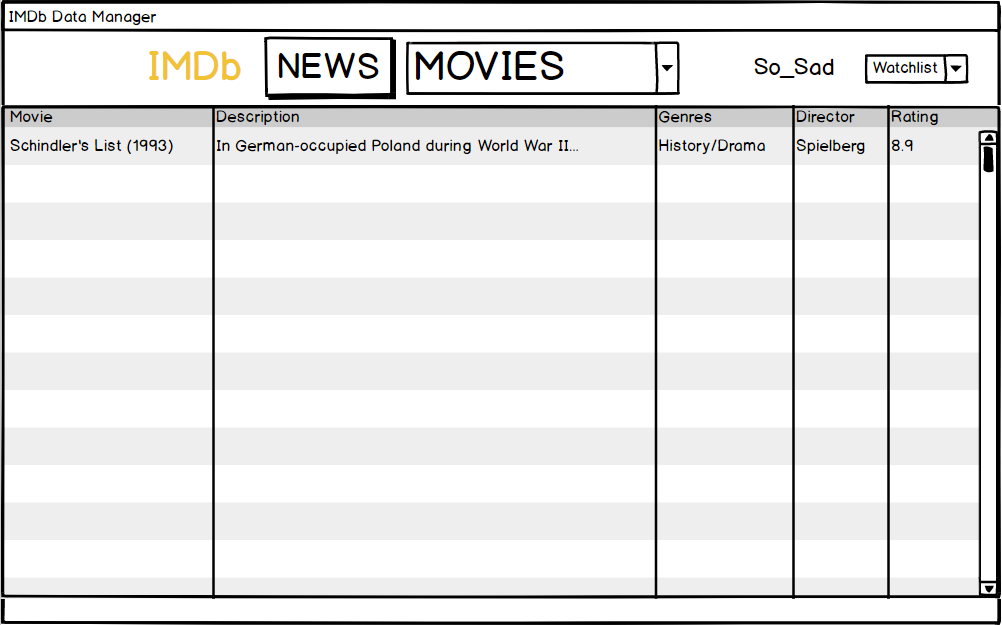 IMDb Data Manager
IMDb NEWS MOVIES So_Sad Watchlist
Movie Description Genres Director Rating
Schindler's List (1993) In German-occupied Poland during World War II... History/Drama Spielberg 8.9